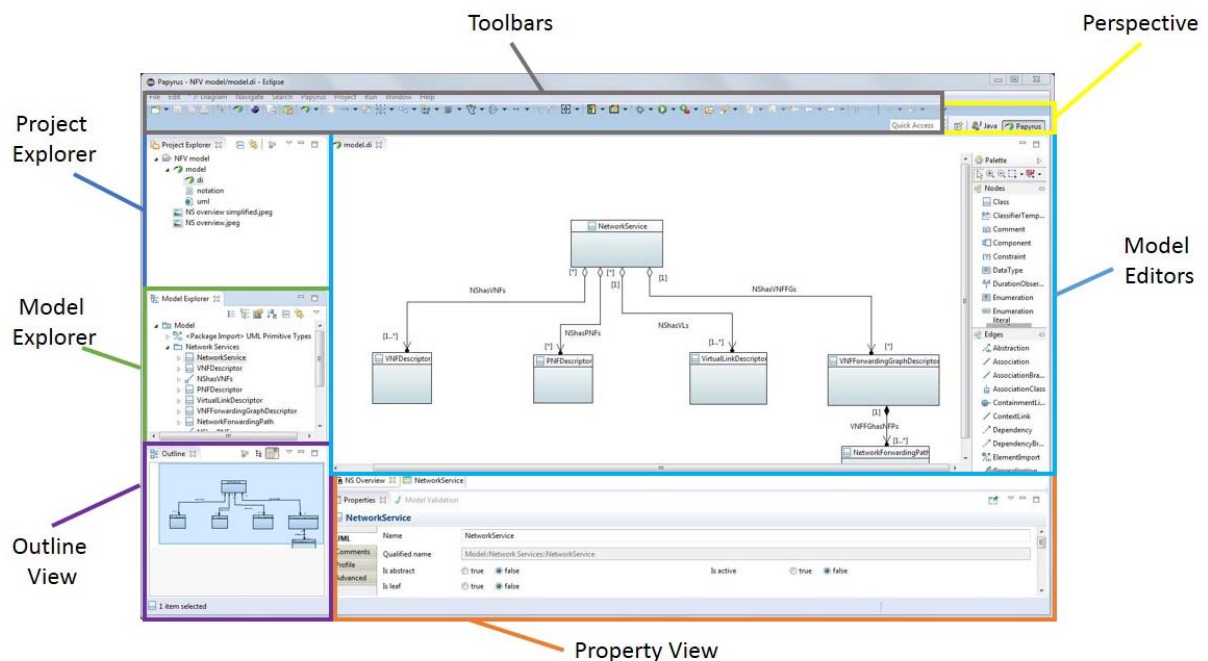 Toolbars
Perspective
Papyrus - NFV model/model.di - Eclipse
File Edit Diagram Navigate Search Papyrus Project Run Window Help
Quick Access
Java
Papyrus
Project
Explorer
Project Explorer
NFV model
model
di
notation
uml
NS overview simplified.jpeg
NS overview.jpeg
Model
Explorer
Model Explorer
Model
<Package Import> UML Primitive Types
Network Services
NetworkService
VNFDescriptor
NShasVNFs
PNFDescriptor
VirtualLinkDescriptor
VNFForwardingGraphDescriptor
NetworkForwardingPath
Outline
View
Outline
1 item selected
model.di
NetworkService
[*]
[*]
[1]
[1]
NShasVNFs
NShasVNFFGs
NShasPNFs
NShasVLs
[1..*]
[*]
[1..*]
[*]
VNFDescriptor
PNFDescriptor
VirtualLinkDescriptor
VNFForwardingGraphDescriptor
[1]
VNFFGhasNFPs
[1..*]
NetworkForwardingPath
Palette
Nodes
Class
ClassifierTemp...
Comment
Component
Constraint
DataType
DurationObser...
Enumeration
Enumeration
literal
Edges
Abstraction
Association
AssociationBra...
AssociationClass
ContainmentLi...
ContextLink
Dependency
DependencyBr...
ElementImport
Model
Editors
NS Overview
NetworkService
Properties
Model Validation
NetworkService
UML
Comments
Profile
Advanced
Name
NetworkService
Qualified name
Model::Network Services::NetworkService
Is abstract
true
false
Is active
true
false
Is leaf
true
false
Property View